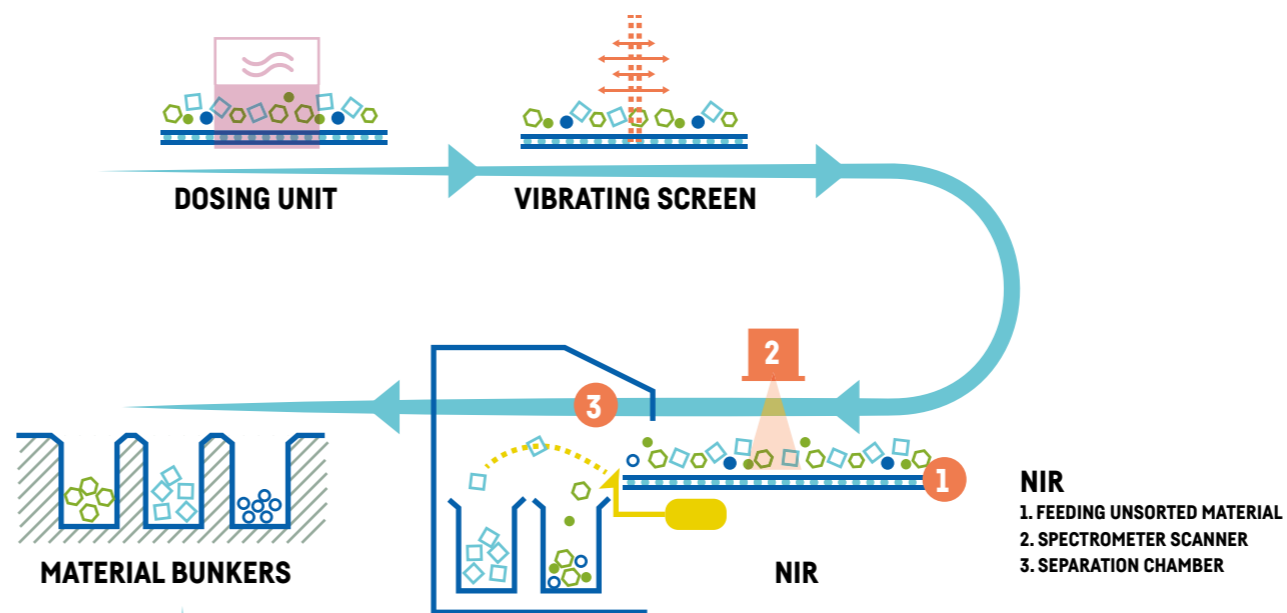 DOSING UNIT
VIBRATING SCREEN
2
3
1
NIR
1. FEEDING UNSORTED MATERIAL
2. SPECTROMETER SCANNER
3. SEPARATION CHAMBER
MATERIAL BUNKERS
NIR